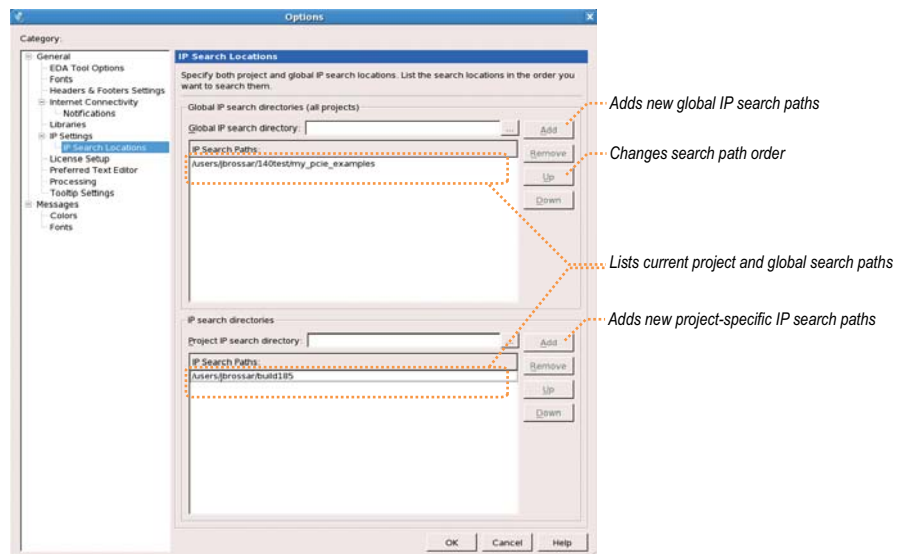 Options
Category:
General
EDA Tool Options
Fonts
Headers & Footers Settings
Internet Connectivity
Notifications
Libraries
IP Settings
IP Search Locations
License Setup
Preferred Text Editor
Processing
Tooltip Settings
Messages
Colors
Fonts
IP Search Locations
Specify both project and global IP search locations. List the search locations in the order you
want to search them.
Global IP search directories (all projects)
Global IP search directory:
...
Add
IP Search Paths:
/users/jbrossar/140test/my_pcie_examples
Remove
Up
Down
IP search directories
Project IP search directory:
...
Add
IP Search Paths:
/users/jbrossar/build185
Remove
Up
Down
OK
Cancel
Help
Adds new global IP search paths
Changes search path order
Lists current project and global search paths
Adds new project-specific IP search paths